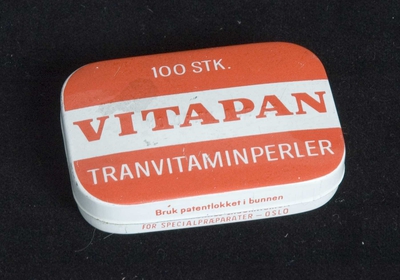 100 STK.
VITAPAN
TRANVITAMINPERLER
Bruk patentlokket i bunnen
FOR SPECIALPRÄPARATER - OSLO